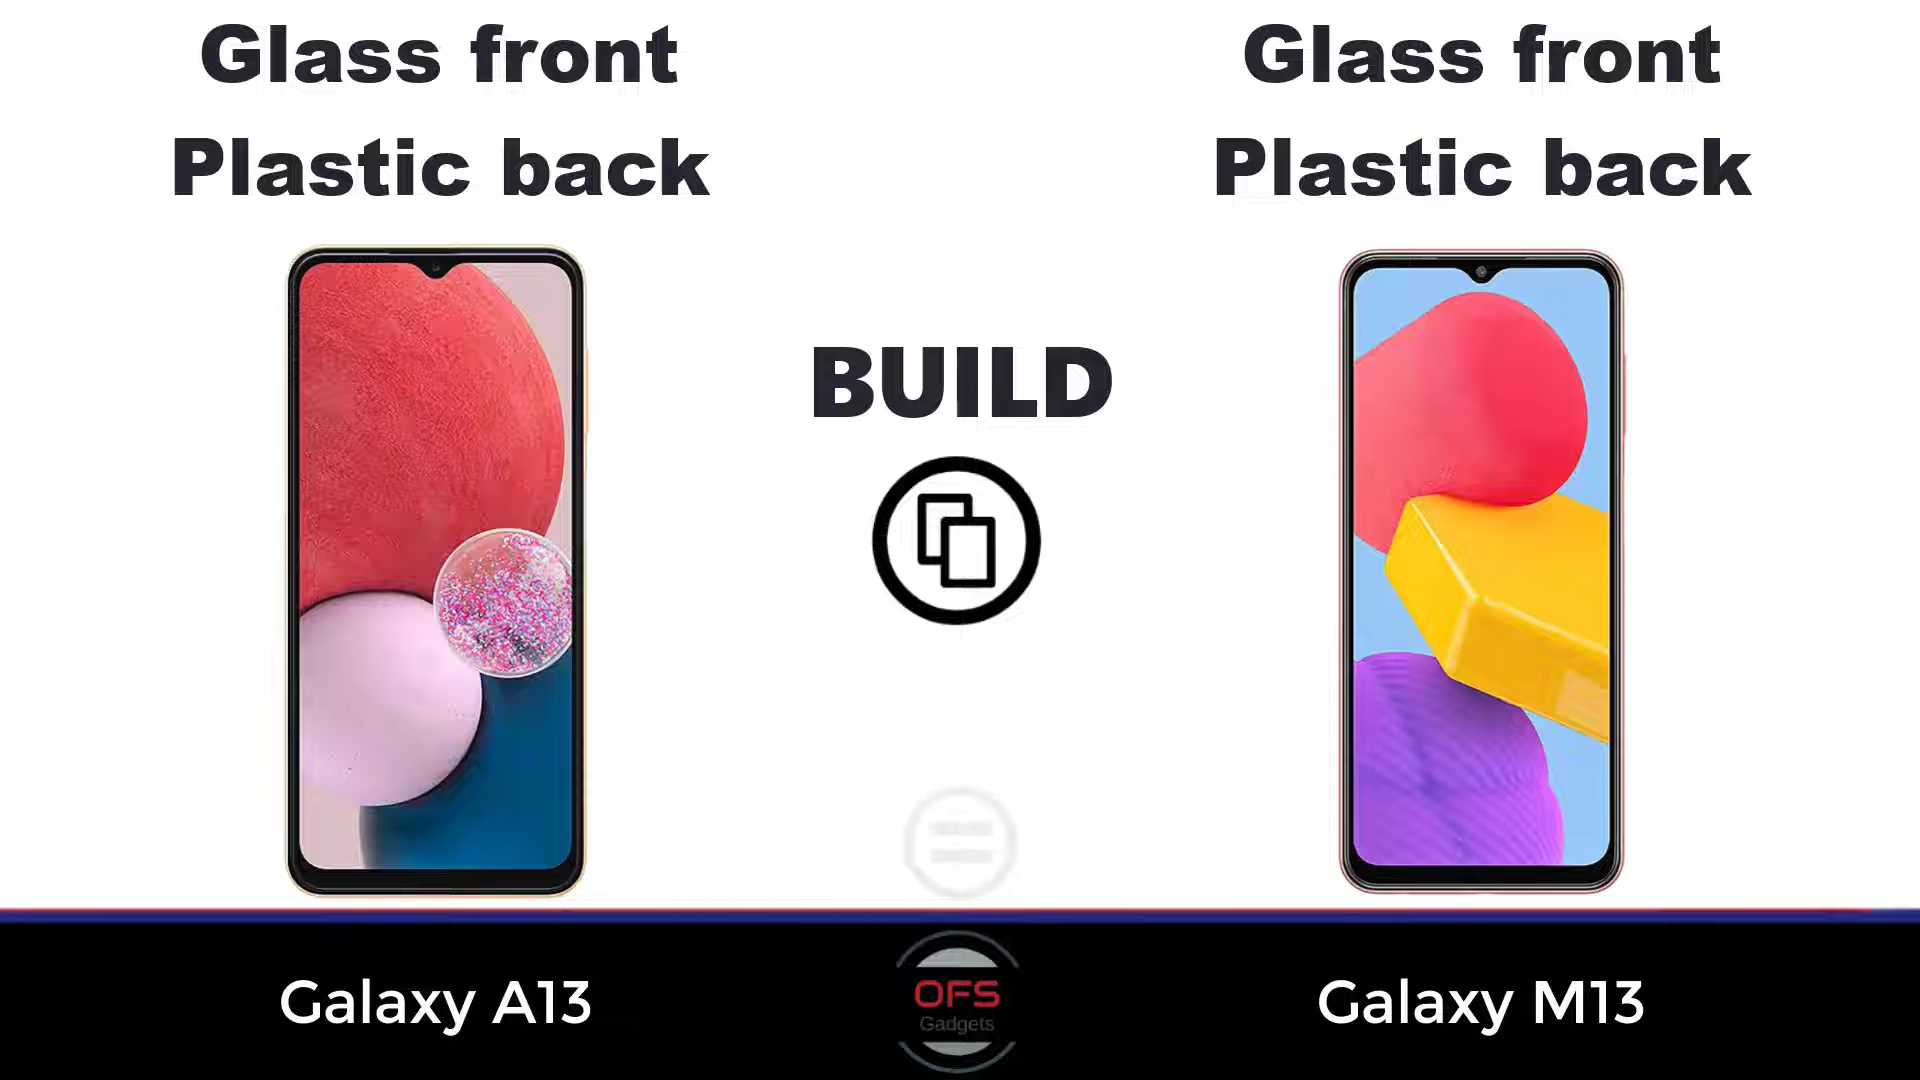 Glass front
Plastic back
Glass front
Plastic back
BUILD
Galaxy A13
OFS
Gadgets
Galaxy M13